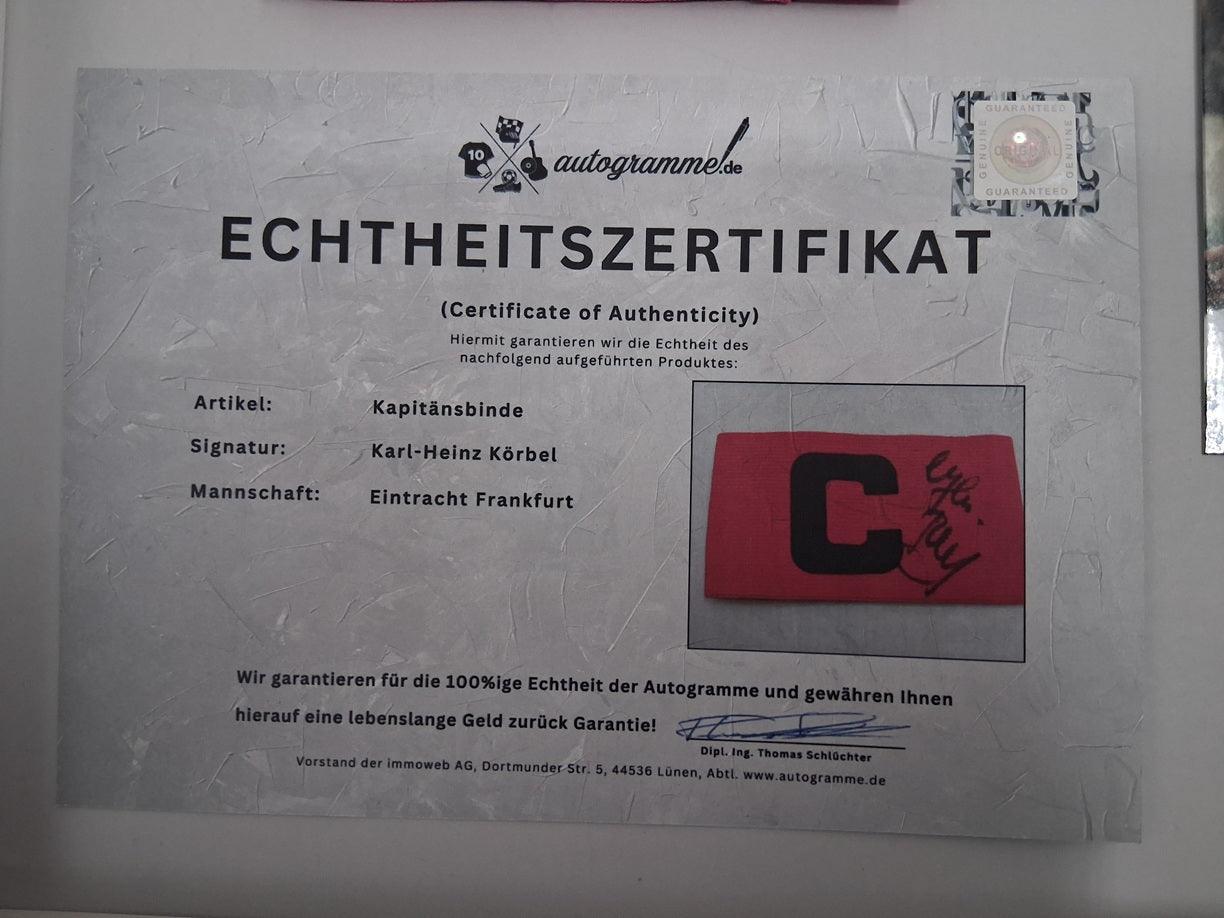 10
autogramme.de
GUARANTEED
GENUINE
ORIGINAL
GENUINE
GUARANTEED
ECHTHEITSZERTIFIKAT
(Certificate of Authenticity)
Hiermit garantieren wir die Echtheit des
nachfolgend aufgeführten Produktes:
Artikel: Kapitänsbinde
Signatur: Karl-Heinz Körbel
Mannschaft: Eintracht Frankfurt
C
Wir garantieren für die 100%ige Echtheit der Autogramme und gewähren Ihnen
hierauf eine lebenslange Geld zurück Garantie!
Dipl. Ing. Thomas Schlüchter
Vorstand der immoweb AG, Dortmunder Str. 5, 44536 Lünen, Abtl. www.autogramme.de